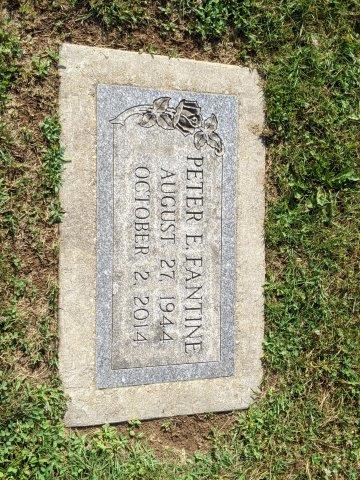 PETER E. FANTINE
AUGUST 27, 1944
OCTOBER 2, 2014